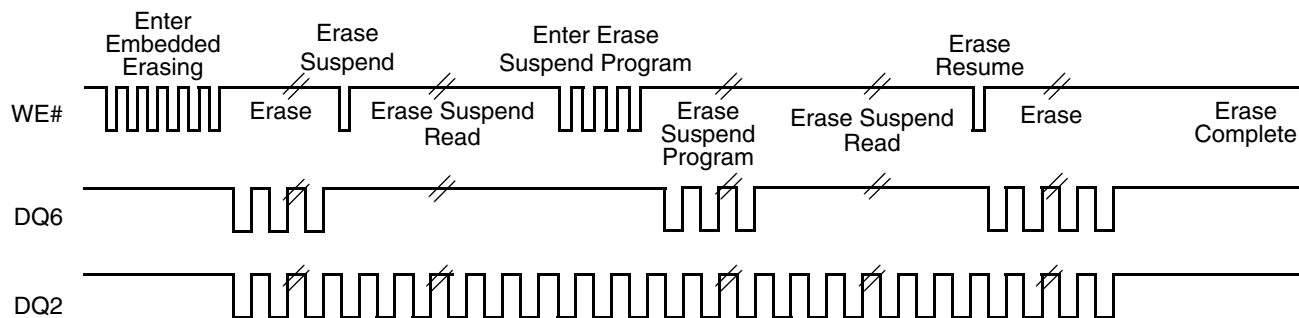 Enter
Embedded
Erasing
Erase
Suspend
Enter Erase
Suspend Program
Erase
Resume
WE#
Erase
Erase Suspend
Read
Erase
Suspend
Program
Erase Suspend
Read
Erase
Erase
Complete
DQ6
DQ2